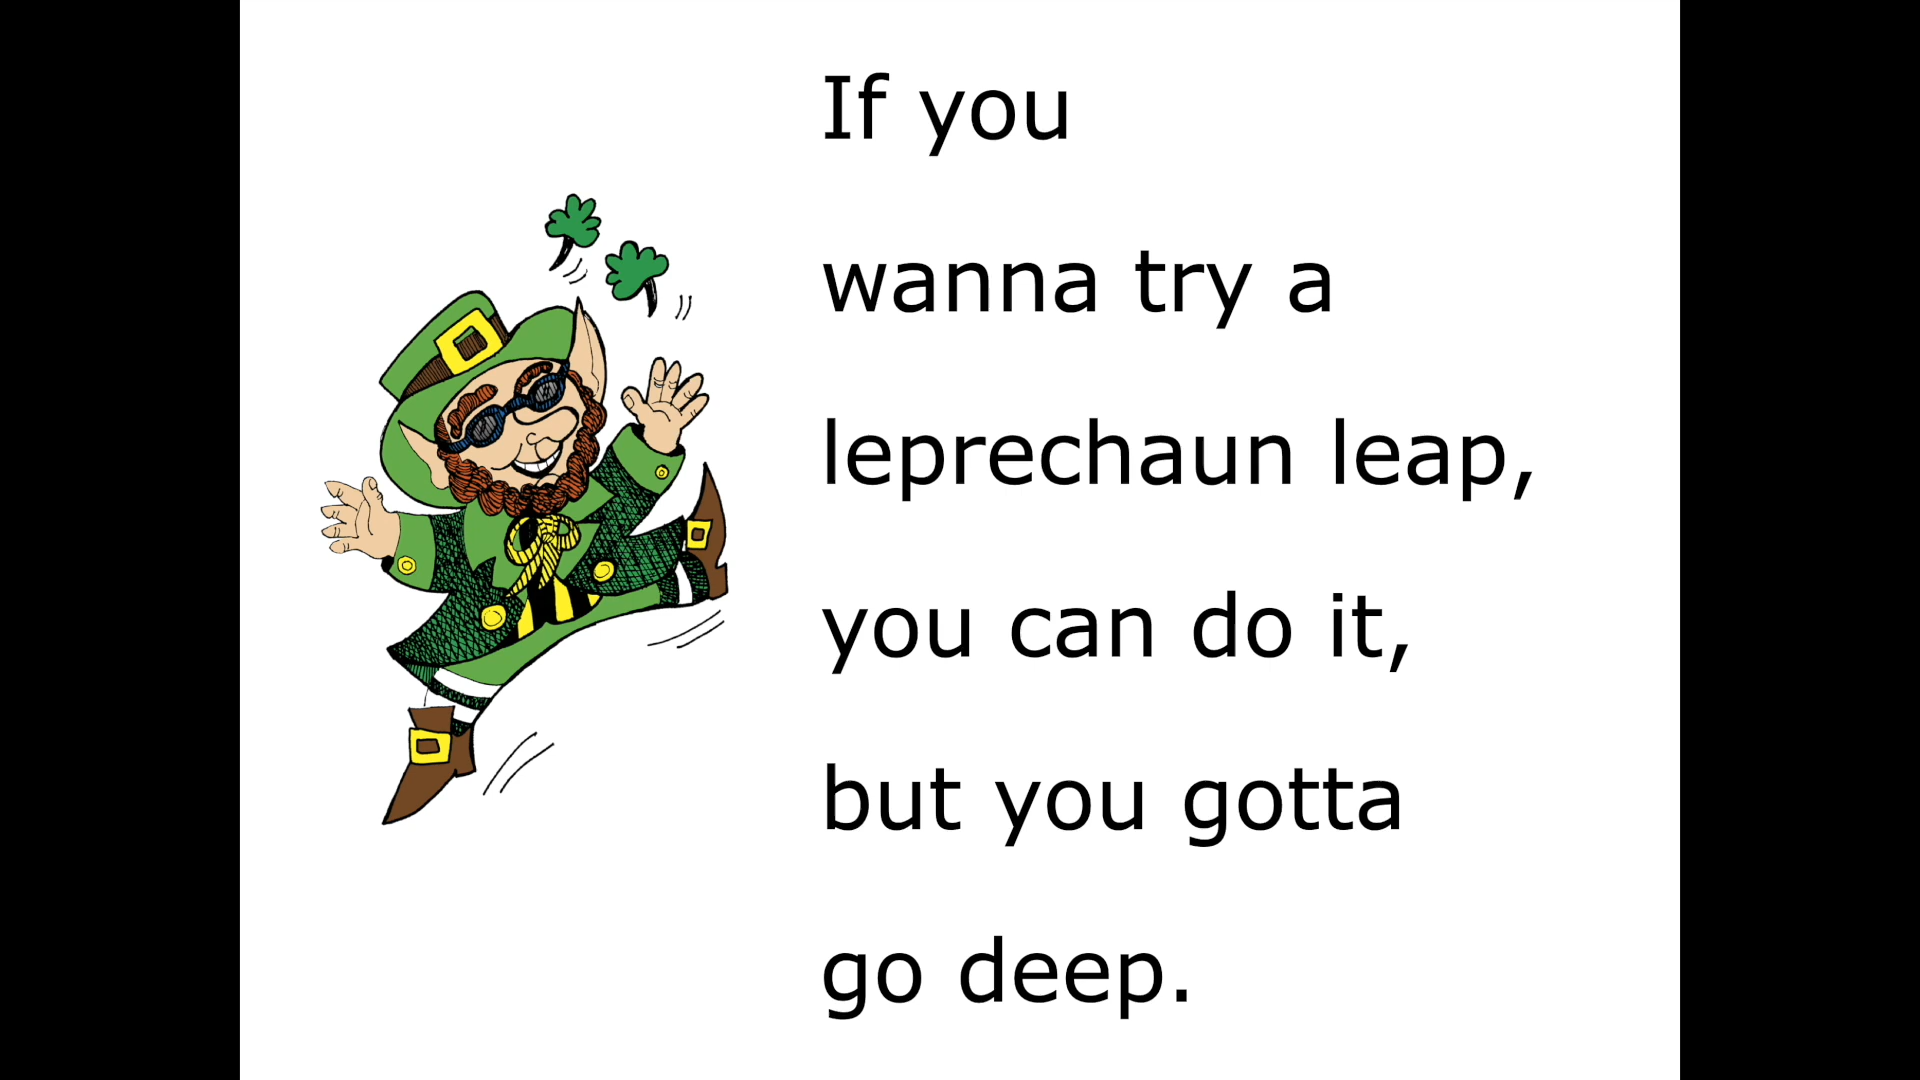 If you
wanna try a
leprechaun leap,
you can do it,
but you gotta
go deep.